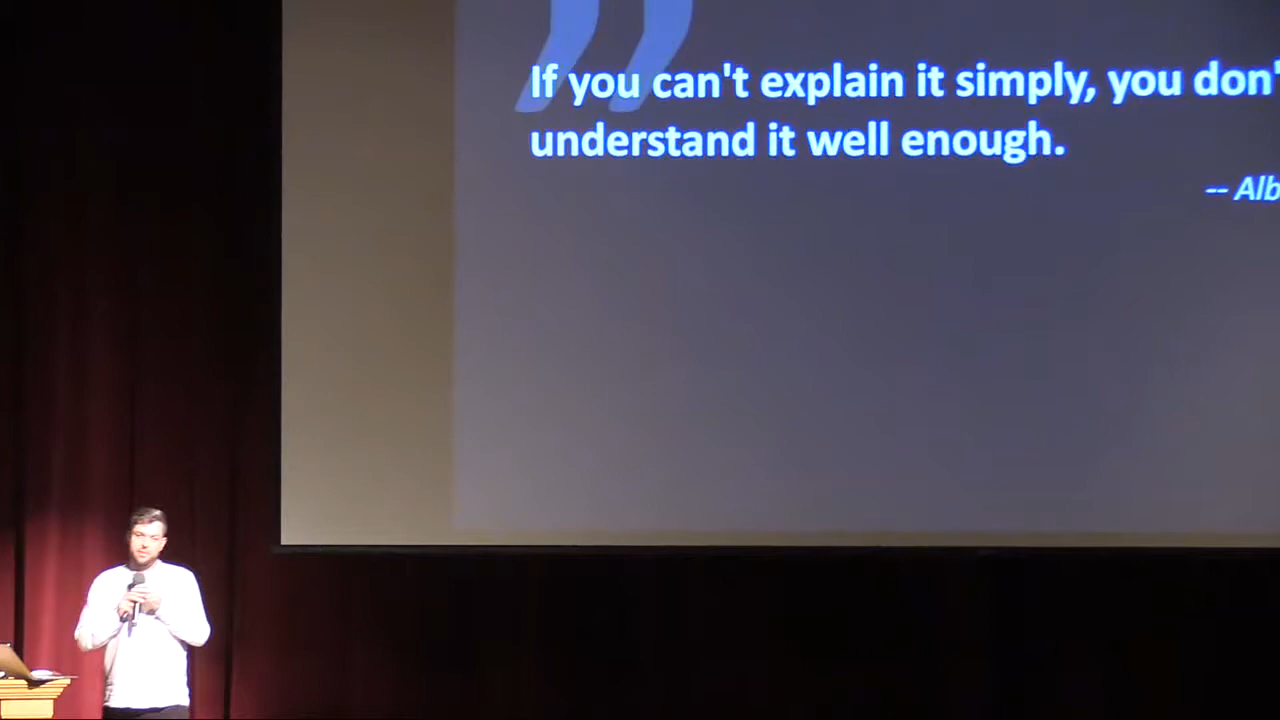 If you can't explain it simply, you don'
understand it well enough.
-- Alb